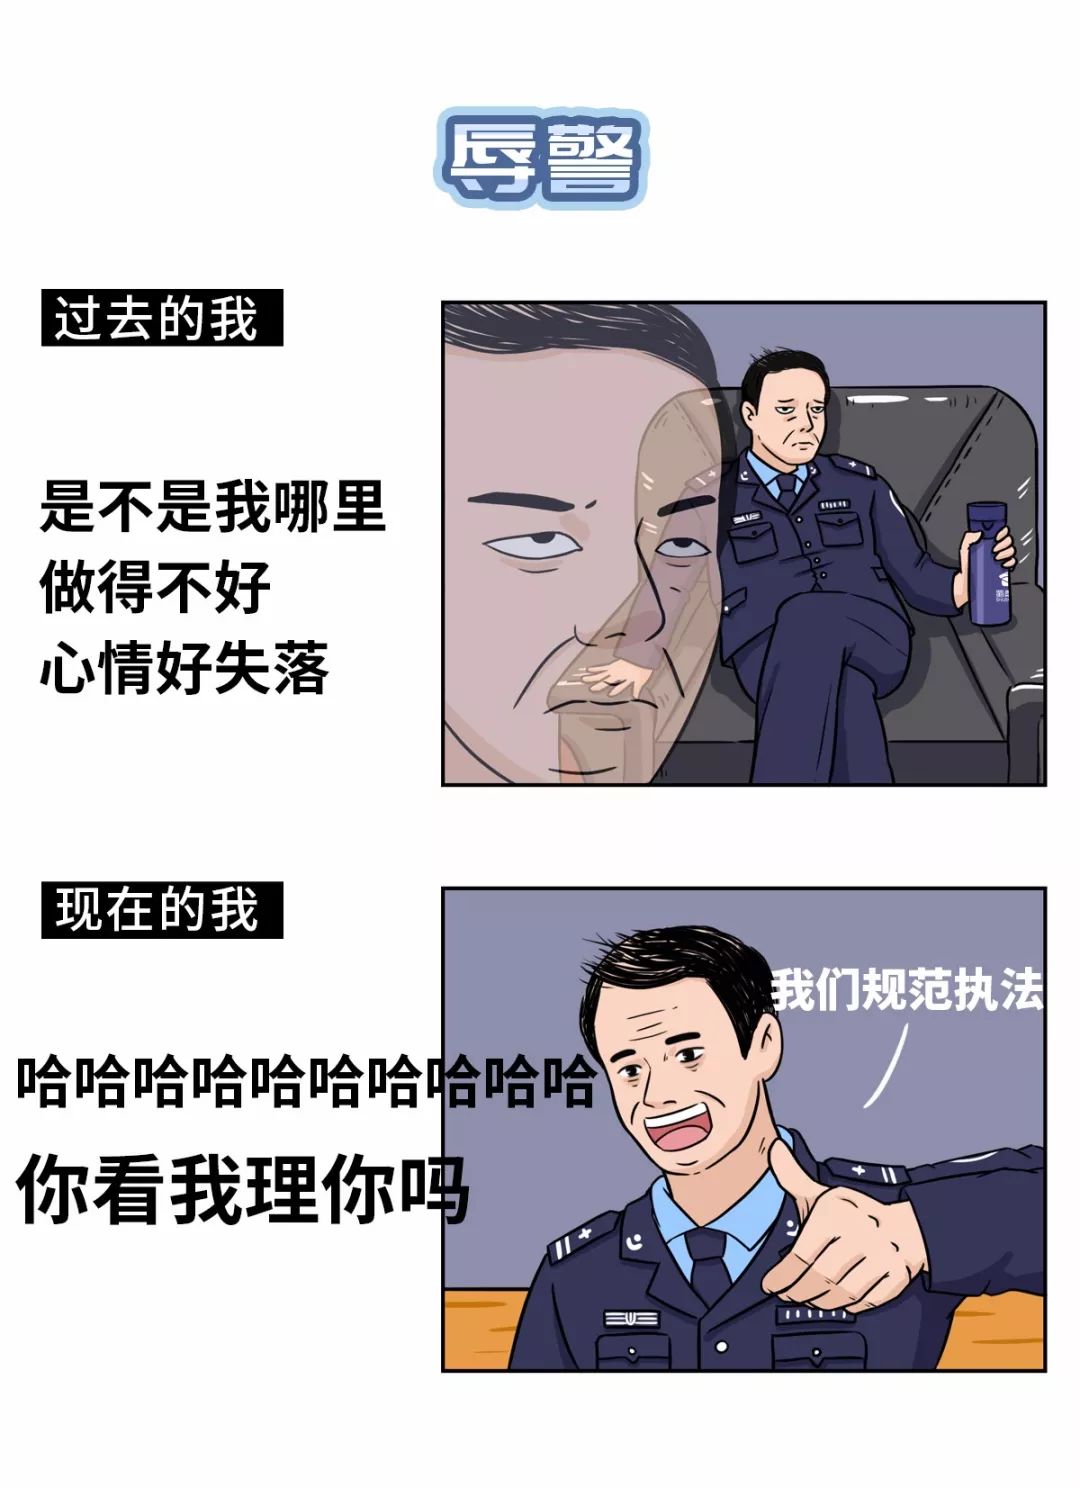 辱警
过去的我
是不是我哪里
做得不好
心情好失落
现在的我
我们规范执法
哈哈哈哈哈哈哈哈哈哈
你看我理你吗